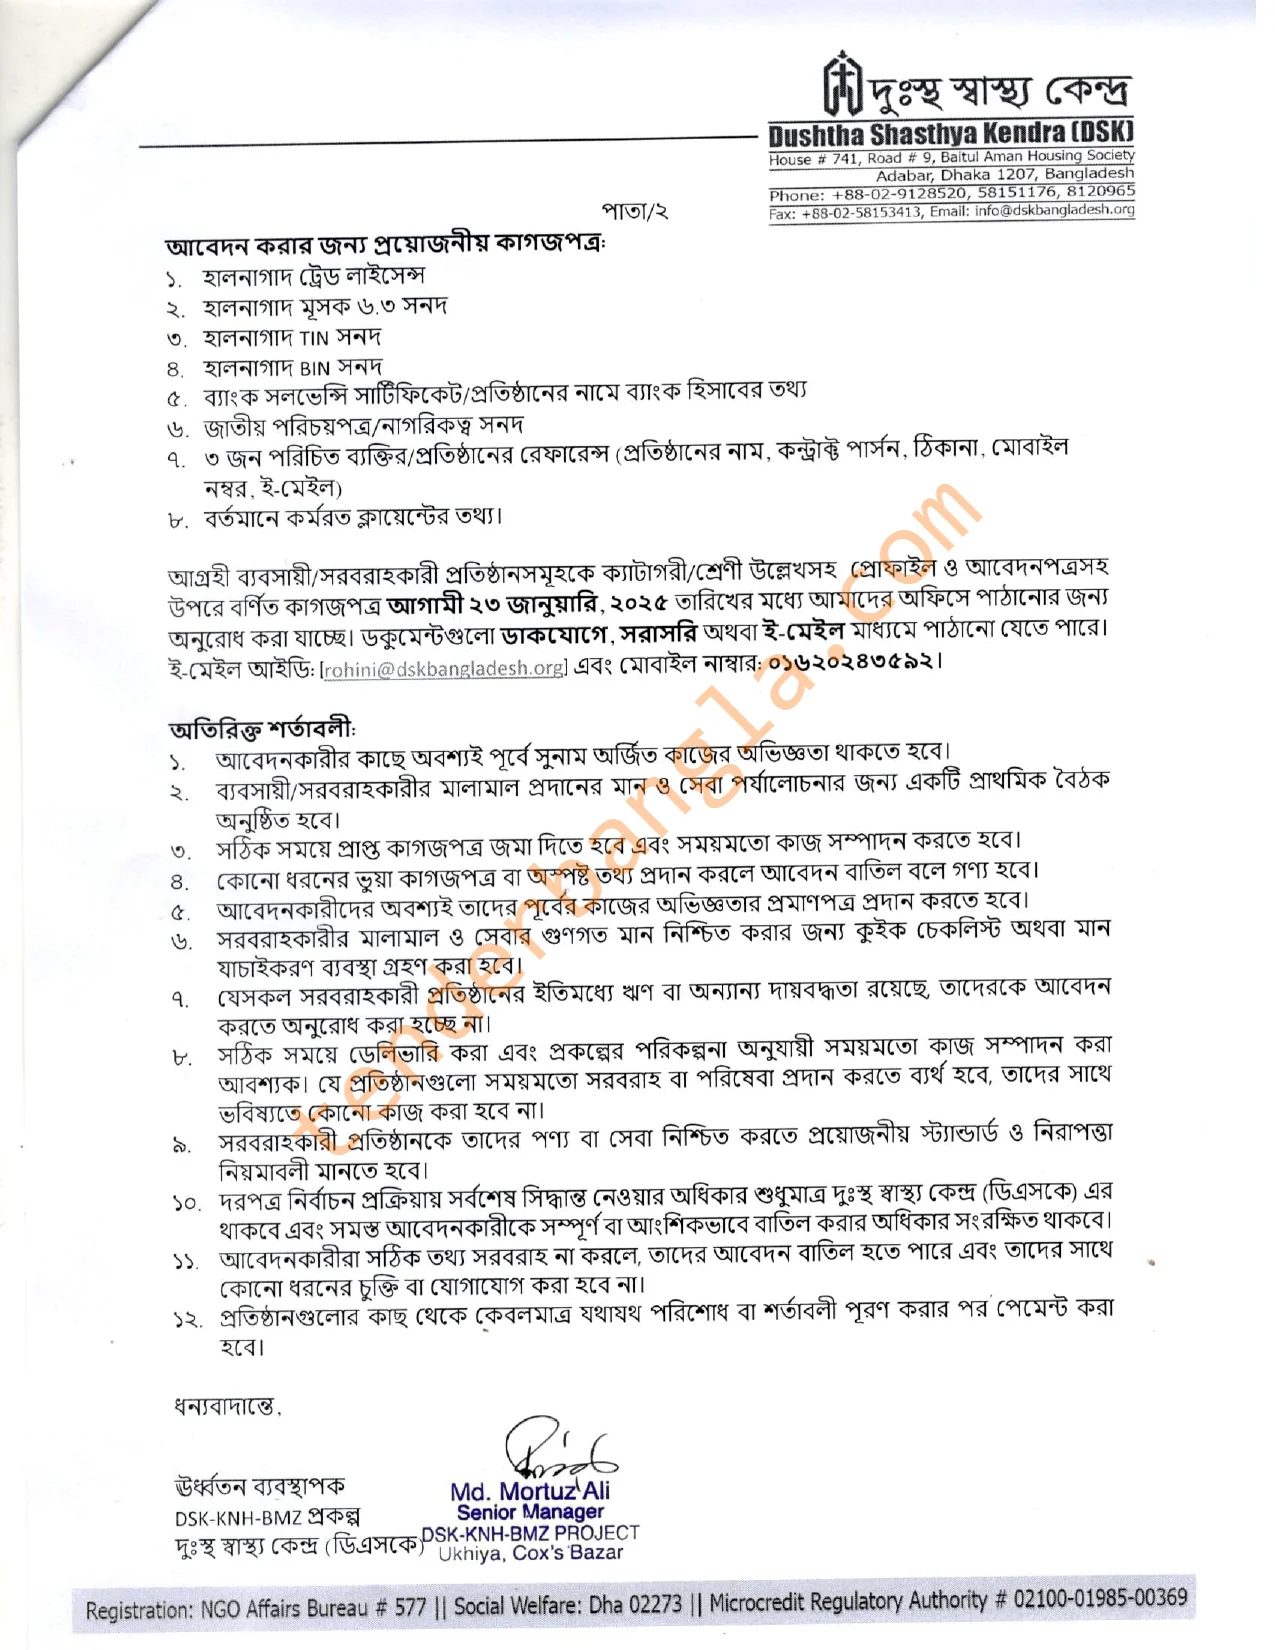 দুঃস্থ স্বাস্থ্য কেন্দ্র
Dushtha Shasthya Kendra (DSK)
House # 741, Road # 9, Baitul Aman Housing Society
Adabar, Dhaka 1207, Bangladesh
Phone: +88-02-9128520, 58151176, 8120965
Fax: +88-02-58153413, Email: info@dskbangladesh.org
পাতা/২
আবেদন করার জন্য প্রয়োজনীয় কাগজপত্র:
১. হালনাগাদ ট্রেড লাইসেন্স
২. হালনাগাদ মূসক ৬.৩ সনদ
৩. হালনাগাদ TIN সনদ
৪. হালনাগাদ BIN সনদ
৫. ব্যাংক সলভেন্সি সার্টিফিকেট/প্রতিষ্ঠানের নামে ব্যাংক হিসাবের তথ্য
৬. জাতীয় পরিচয়পত্র/নাগরিকত্ব সনদ
৭. ৩ জন পরিচিত ব্যক্তির/প্রতিষ্ঠানের রেফারেন্স (প্রতিষ্ঠানের নাম, কন্ট্রাক্ট পার্সন, ঠিকানা, মোবাইল
নম্বর, ই-মেইল)
৮. বর্তমানে কর্মরত ক্লায়েন্টের তথ্য।
আগ্রহী ব্যবসায়ী/সরবরাহকারী প্রতিষ্ঠানসমূহকে ক্যাটাগরী/শ্রেণী উল্লেখসহ প্রোফাইল ও আবেদনপত্রসহ
উপরে বর্ণিত কাগজপত্র আগামী ২৩ জানুয়ারি, ২০২৫ তারিখের মধ্যে আমাদের অফিসে পাঠানোর জন্য
অনুরোধ করা যাচ্ছে। ডকুমেন্টগুলো ডাকযোগে, সরাসরি অথবা ই-মেইল মাধ্যমে পাঠানো যেতে পারে।
ই-মেইল আইডি: [rohini@dskbangladesh.org] এবং মোবাইল নাম্বার: ০১৬২০২৪৩৫৯২।
অতিরিক্ত শর্তাবলী:
১. আবেদনকারীর কাছে অবশ্যই পূর্বে সুনাম অর্জিত কাজের অভিজ্ঞতা থাকতে হবে।
২. ব্যবসায়ী/সরবরাহকারীর মালামাল প্রদানের মান ও সেবা পর্যালোচনার জন্য একটি প্রাথমিক বৈঠক
অনুষ্ঠিত হবে।
৩. সঠিক সময়ে প্রাপ্ত কাগজপত্র জমা দিতে হবে এবং সময়মতো কাজ সম্পাদন করতে হবে।
৪. কোনো ধরনের ভুয়া কাগজপত্র বা অস্পষ্ট তথ্য প্রদান করলে আবেদন বাতিল বলে গণ্য হবে।
৫. আবেদনকারীদের অবশ্যই তাদের পূর্বের কাজের অভিজ্ঞতার প্রমাণপত্র প্রদান করতে হবে।
৬. সরবরাহকারীর মালামাল ও সেবার গুণগত মান নিশ্চিত করার জন্য কুইক চেকলিস্ট অথবা মান
যাচাইকরণ ব্যবস্থা গ্রহণ করা হবে।
৭. যেসকল সরবরাহকারী প্রতিষ্ঠানের ইতিমধ্যে ঋণ বা অন্যান্য দায়বদ্ধতা রয়েছে, তাদেরকে আবেদন
করতে অনুরোধ করা হচ্ছে না।
৮. সঠিক সময়ে ডেলিভারি করা এবং প্রকল্পের পরিকল্পনা অনুযায়ী সময়মতো কাজ সম্পাদন করা
আবশ্যক। যে প্রতিষ্ঠানগুলো সময়মতো সরবরাহ বা পরিষেবা প্রদান করতে ব্যর্থ হবে, তাদের সাথে
ভবিষ্যতে কোনো কাজ করা হবে না।
৯. সরবরাহকারী প্রতিষ্ঠানকে তাদের পণ্য বা সেবা নিশ্চিত করতে প্রয়োজনীয় স্ট্যান্ডার্ড ও নিরাপত্তা
নিয়মাবলী মানতে হবে।
১০. দরপত্র নির্বাচন প্রক্রিয়ায় সর্বশেষ সিদ্ধান্ত নেওয়ার অধিকার শুধুমাত্র দুঃস্থ স্বাস্থ্য কেন্দ্র (ডিএসকে) এর
থাকবে এবং সমস্ত আবেদনকারীকে সম্পূর্ণ বা আংশিকভাবে বাতিল করার অধিকার সংরক্ষিত থাকবে।
১১. আবেদনকারীরা সঠিক তথ্য সরবরাহ না করলে, তাদের আবেদন বাতিল হতে পারে এবং তাদের সাথে
কোনো ধরনের চুক্তি বা যোগাযোগ করা হবে না।
১২. প্রতিষ্ঠানগুলোর কাছ থেকে কেবলমাত্র যথাযথ পরিশোধ বা শর্তাবলী পূরণ করার পর পেমেন্ট করা
হবে।
tenderbangla.com
ধন্যবাদান্তে,
ঊর্ধ্বতন ব্যবস্থাপক
DSK-KNH-BMZ প্রকল্প
দুঃস্থ স্বাস্থ্য কেন্দ্র (ডিএসকে)
Md. Mortuz Ali
Senior Manager
DSK-KNH-BMZ PROJECT
Ukhiya, Cox's Bazar
Registration: NGO Affairs Bureau # 577 || Social Welfare: Dha 02273 || Microcredit Regulatory Authority # 02100-01985-00369